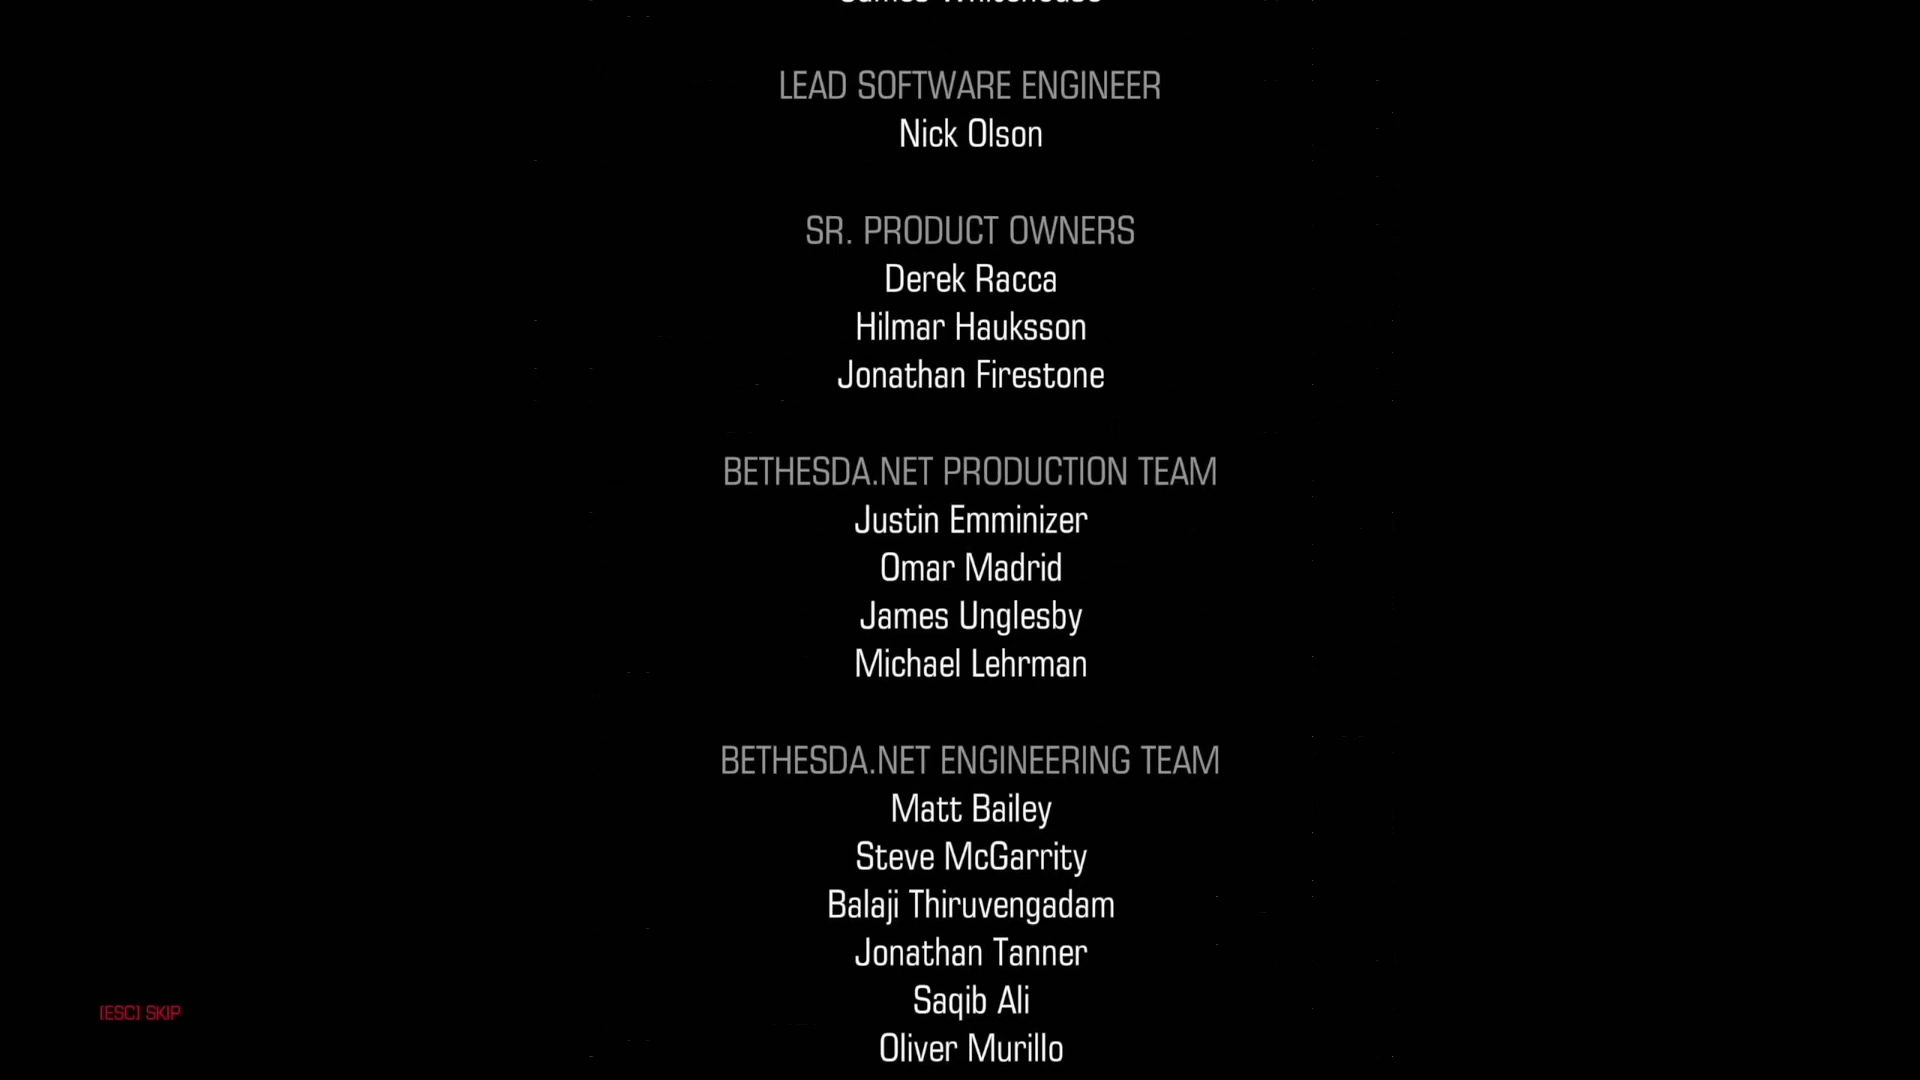 LEAD SOFTWARE ENGINEER
Nick Olson
SR. PRODUCT OWNERS
Derek Racca
Hilmar Hauksson
Jonathan Firestone
BETHESDA.NET PRODUCTION TEAM
Justin Emminizer
Omar Madrid
James Unglesby
Michael Lehrman
BETHESDA.NET ENGINEERING TEAM
Matt Bailey
Steve McGarrity
Balaji Thiruvengadam
Jonathan Tanner
Saqib Ali
[ESC] SKIP
Oliver Murillo